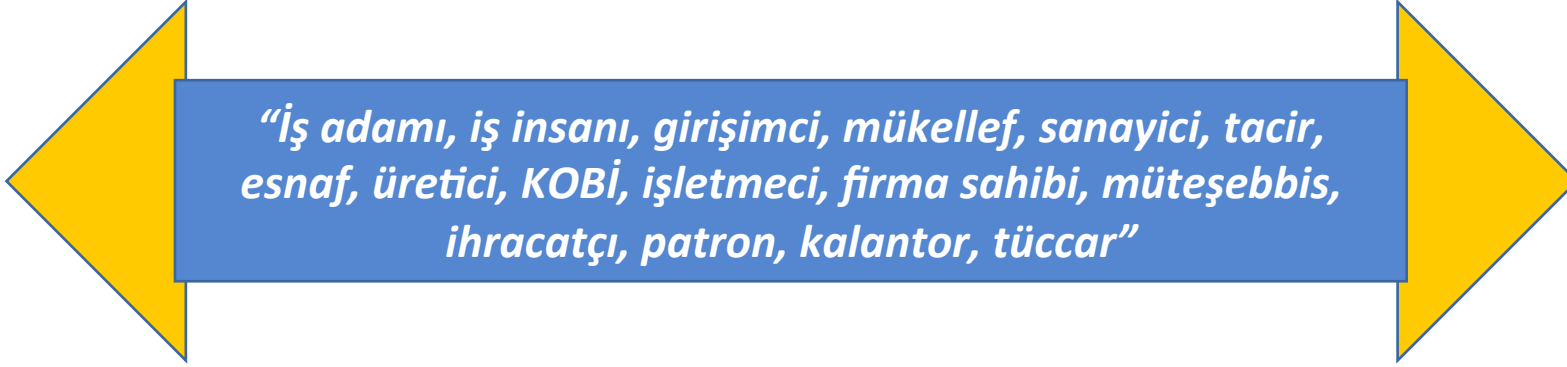 “İş adamı, iş insanı, girişimci, mükellef, sanayici, tacir,
esnaf, üretici, KOBİ, işletmeci, firma sahibi, müteşebbis,
ihracatçı, patron, kalantor, tüccar”